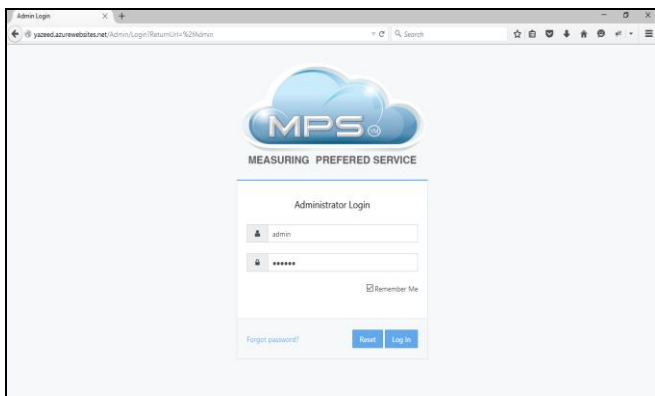 Admin Login
yazeed.azurewebsites.net/Admin/Login?ReturnUrl=%2fAdmin
Search
MPS
MEASURING PREFERED SERVICE
Administrator Login
admin
••••••
Remember Me
Forgot password?
Reset
Log In